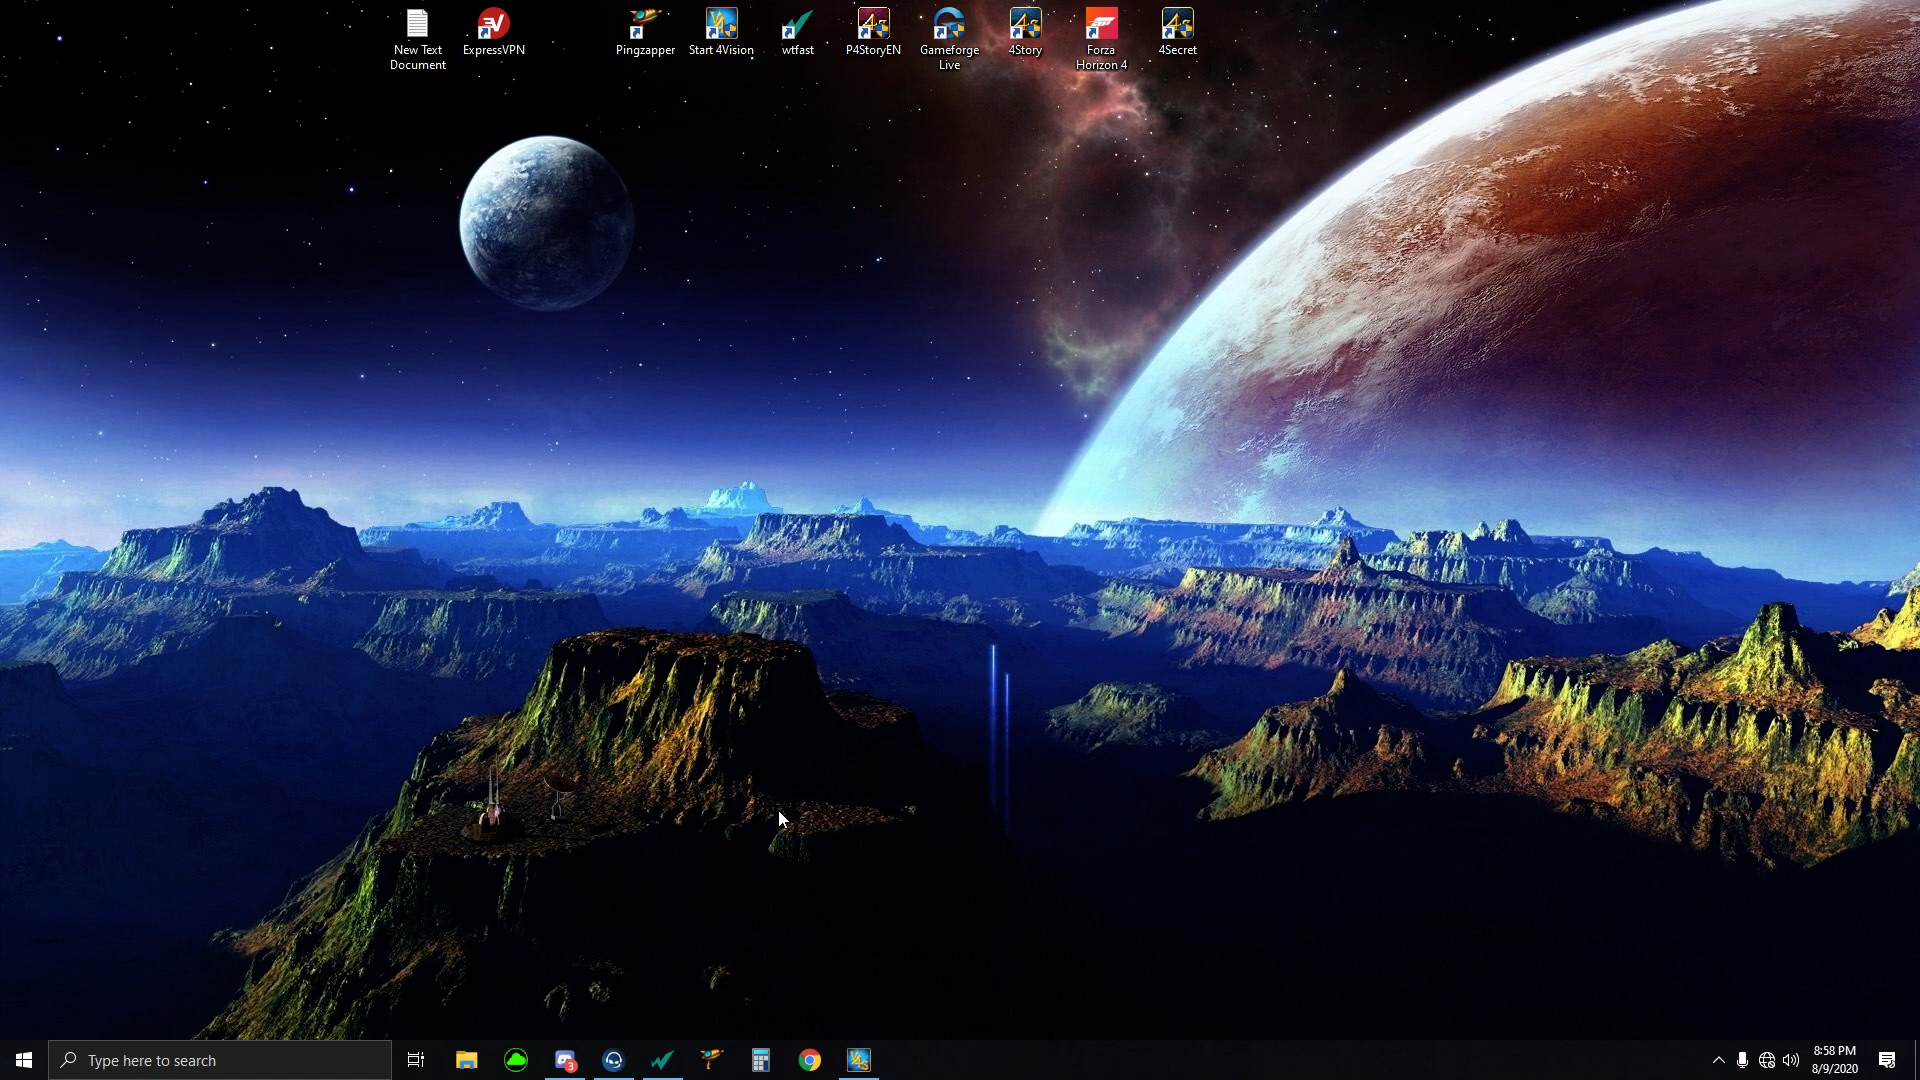 New Text
Document
ExpressVPN
Pingzapper
Start 4Vision
wtfast
P4StoryEN
Gameforge
Live
4Story
Forza
Horizon 4
4Secret
Type here to search
3
8:58 PM
8/9/2020